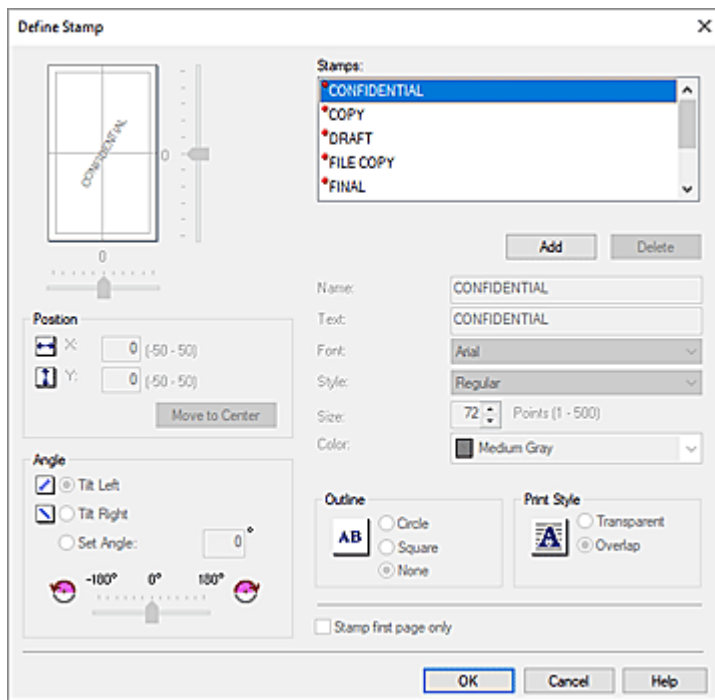 Define Stamp
CONFIDENTIAL
0
0
Position
X: 0 (-50 - 50)
Y: 0 (-50 - 50)
Move to Center
Angle
Tilt Left
Tilt Right
Set Angle: 0°
-180° 0° 180°
Stamps:
CONFIDENTIAL
COPY
DRAFT
FILE COPY
FINAL
Add Delete
Name: CONFIDENTIAL
Text: CONFIDENTIAL
Font: Arial
Style: Regular
Size: 72 Points (1 - 500)
Color: Medium Gray
Outline
AB
Circle
Square
None
Print Style
A
Transparent
Overlap
Stamp first page only
OK Cancel Help